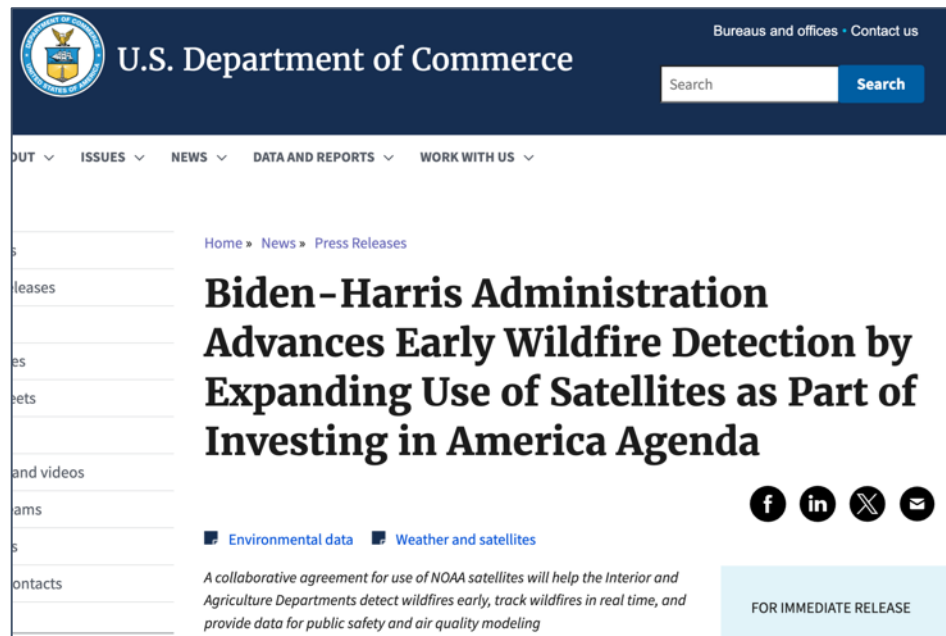 Bureaus and offices • Contact us
U.S. Department of Commerce
Search Search
ISSUES NEWS DATA AND REPORTS WORK WITH US
Home » News » Press Releases
Biden-Harris Administration
Advances Early Wildfire Detection by
Expanding Use of Satellites as Part of
Investing in America Agenda
leases
and videos
Environmental data Weather and satellites
A collaborative agreement for use of NOAA satellites will help the Interior and
Agriculture Departments detect wildfires early, track wildfires in real time, and
provide data for public safety and air quality modeling
ontacts
FOR IMMEDIATE RELEASE